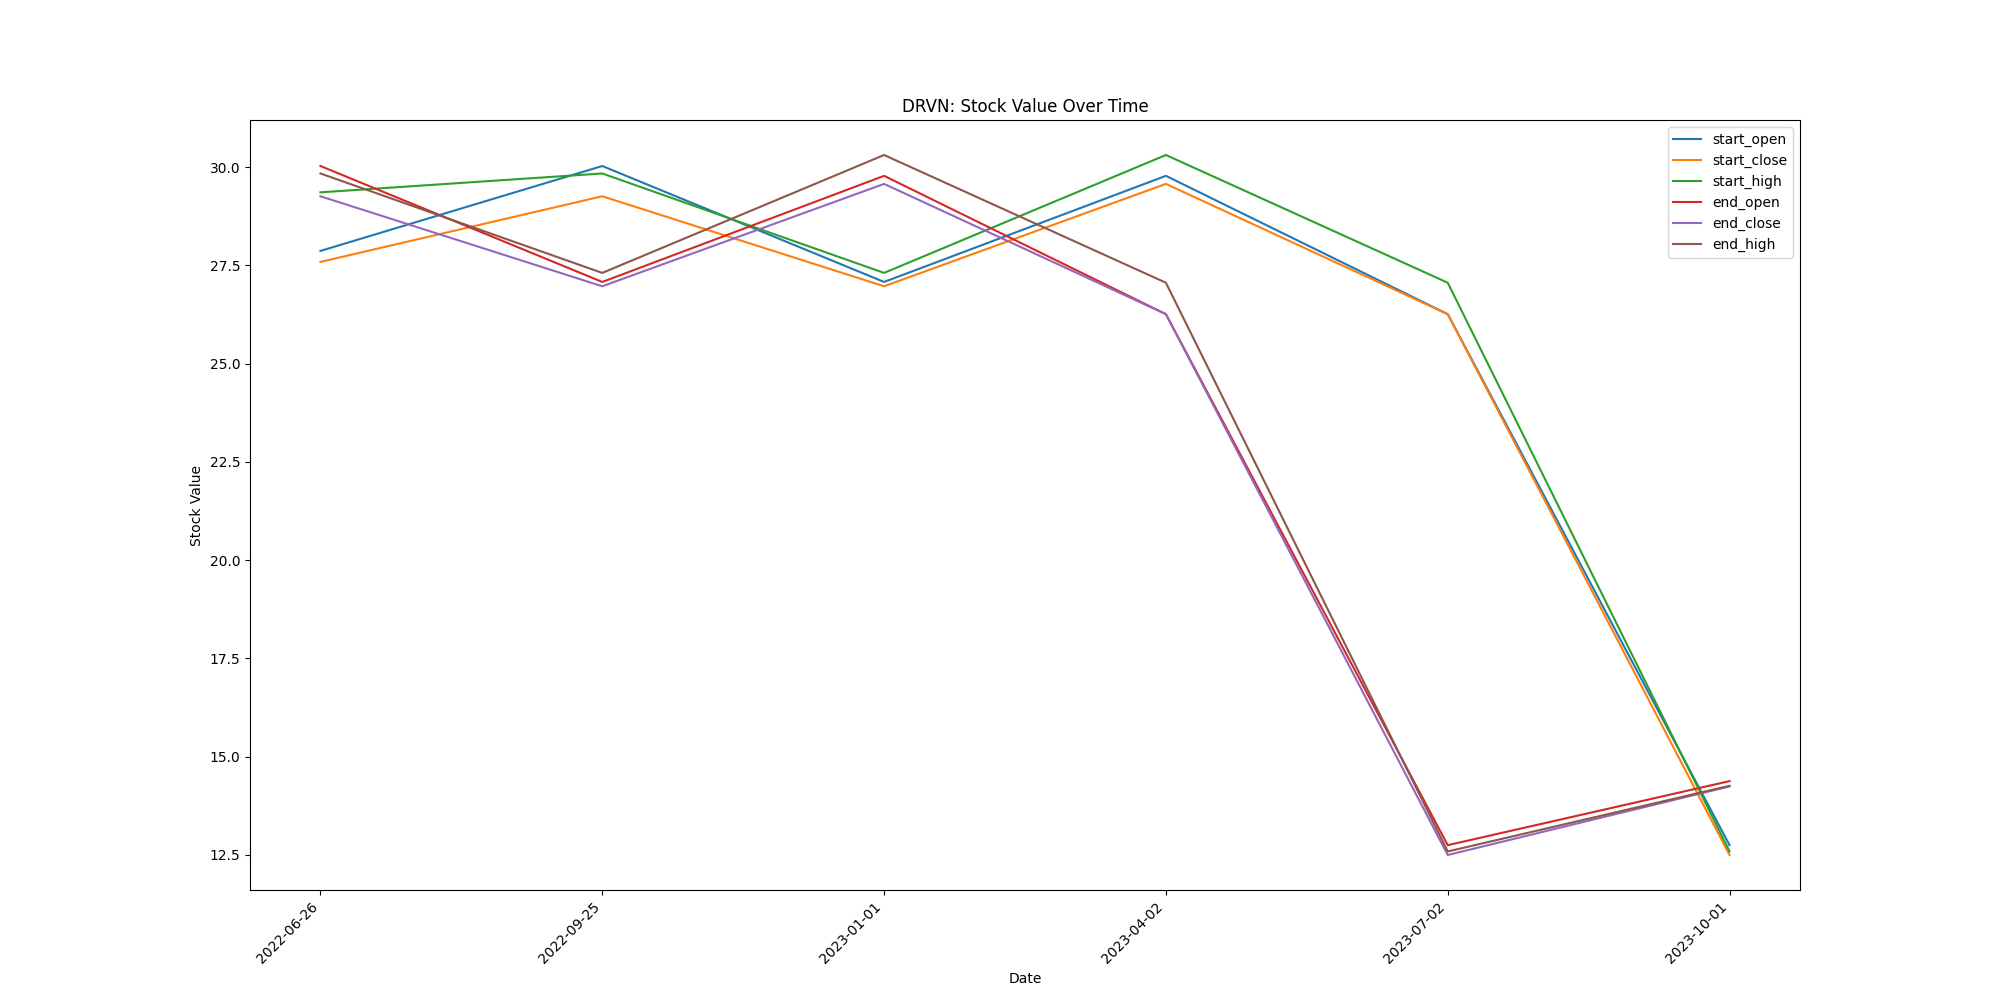 DRVN: Stock Value Over Time
start_open
start_close
start_high
end_open
end_close
end_high
Stock Value
30.0
27.5
25.0
22.5
20.0
17.5
15.0
12.5
2022-06-26
2022-09-25
2023-01-01
2023-04-02
2023-07-02
2023-10-01
Date